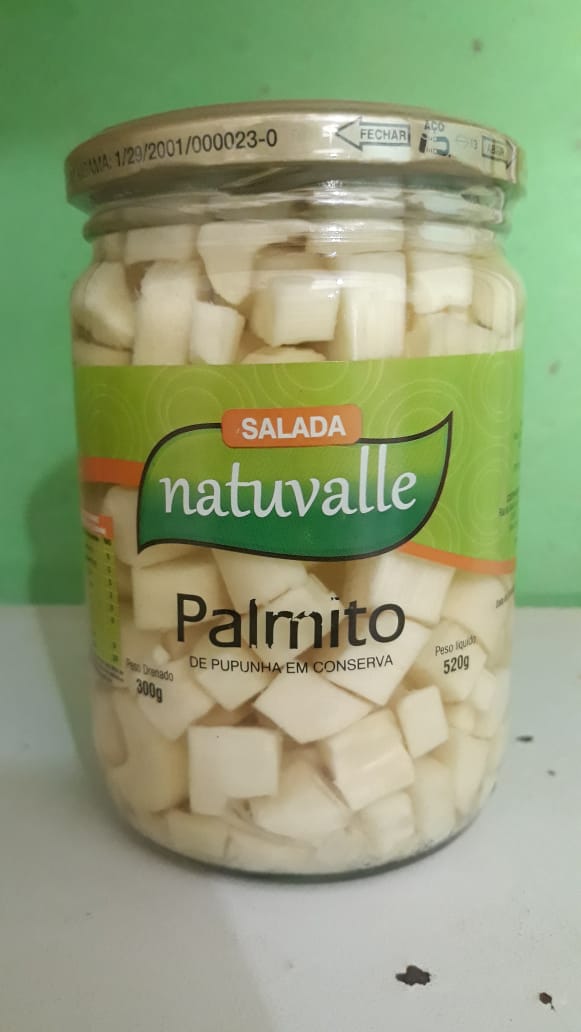 1/29/2001/000023-0
FECHAR
AÇO
SALADA
natuvalle
Palmito
DE PUPUNHA EM CONSERVA
Peso Drenado
300g
Peso líquido
520g